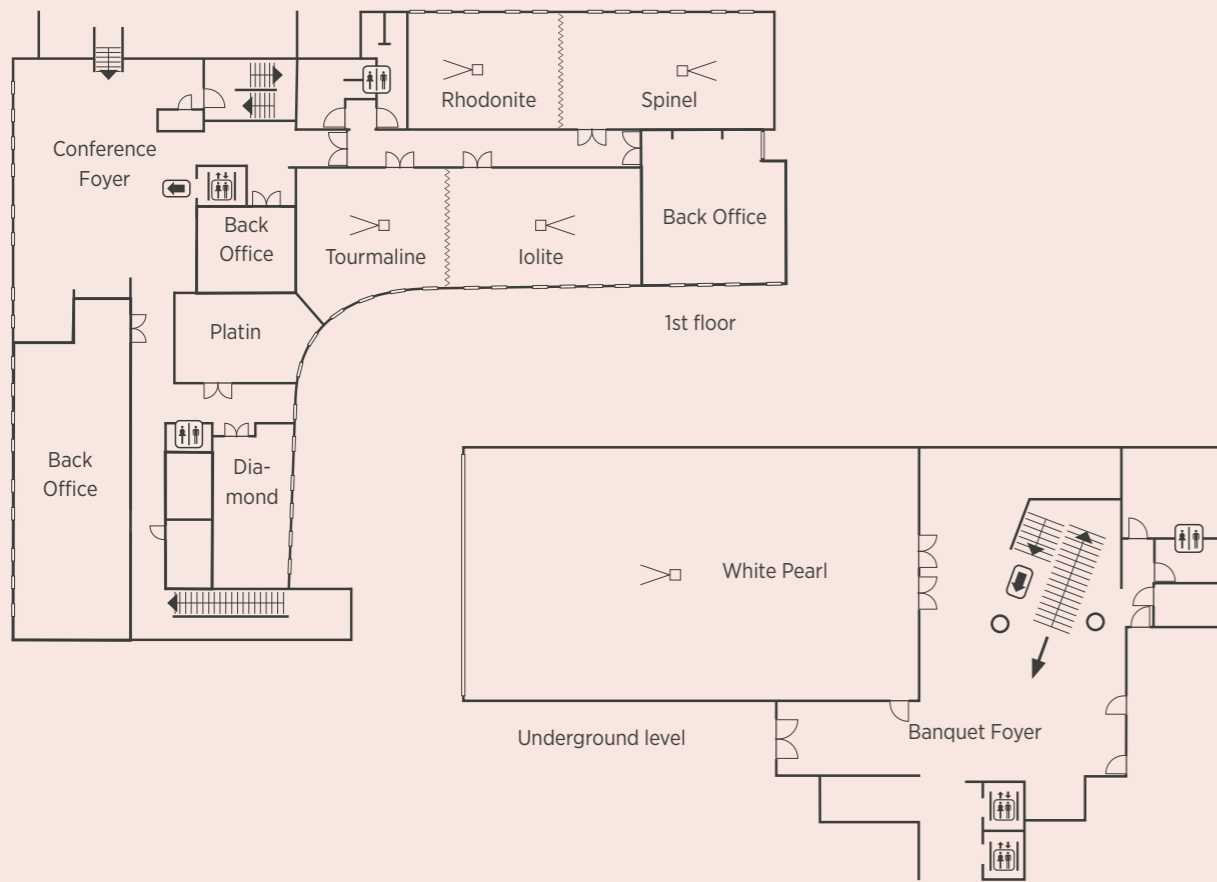 Rhodonite
Spinel
Conference
Foyer
Back
Office
Tourmaline
Iolite
Back Office
Platin
1st floor
Back
Office
Dia-
mond
White Pearl
Underground level
Banquet Foyer